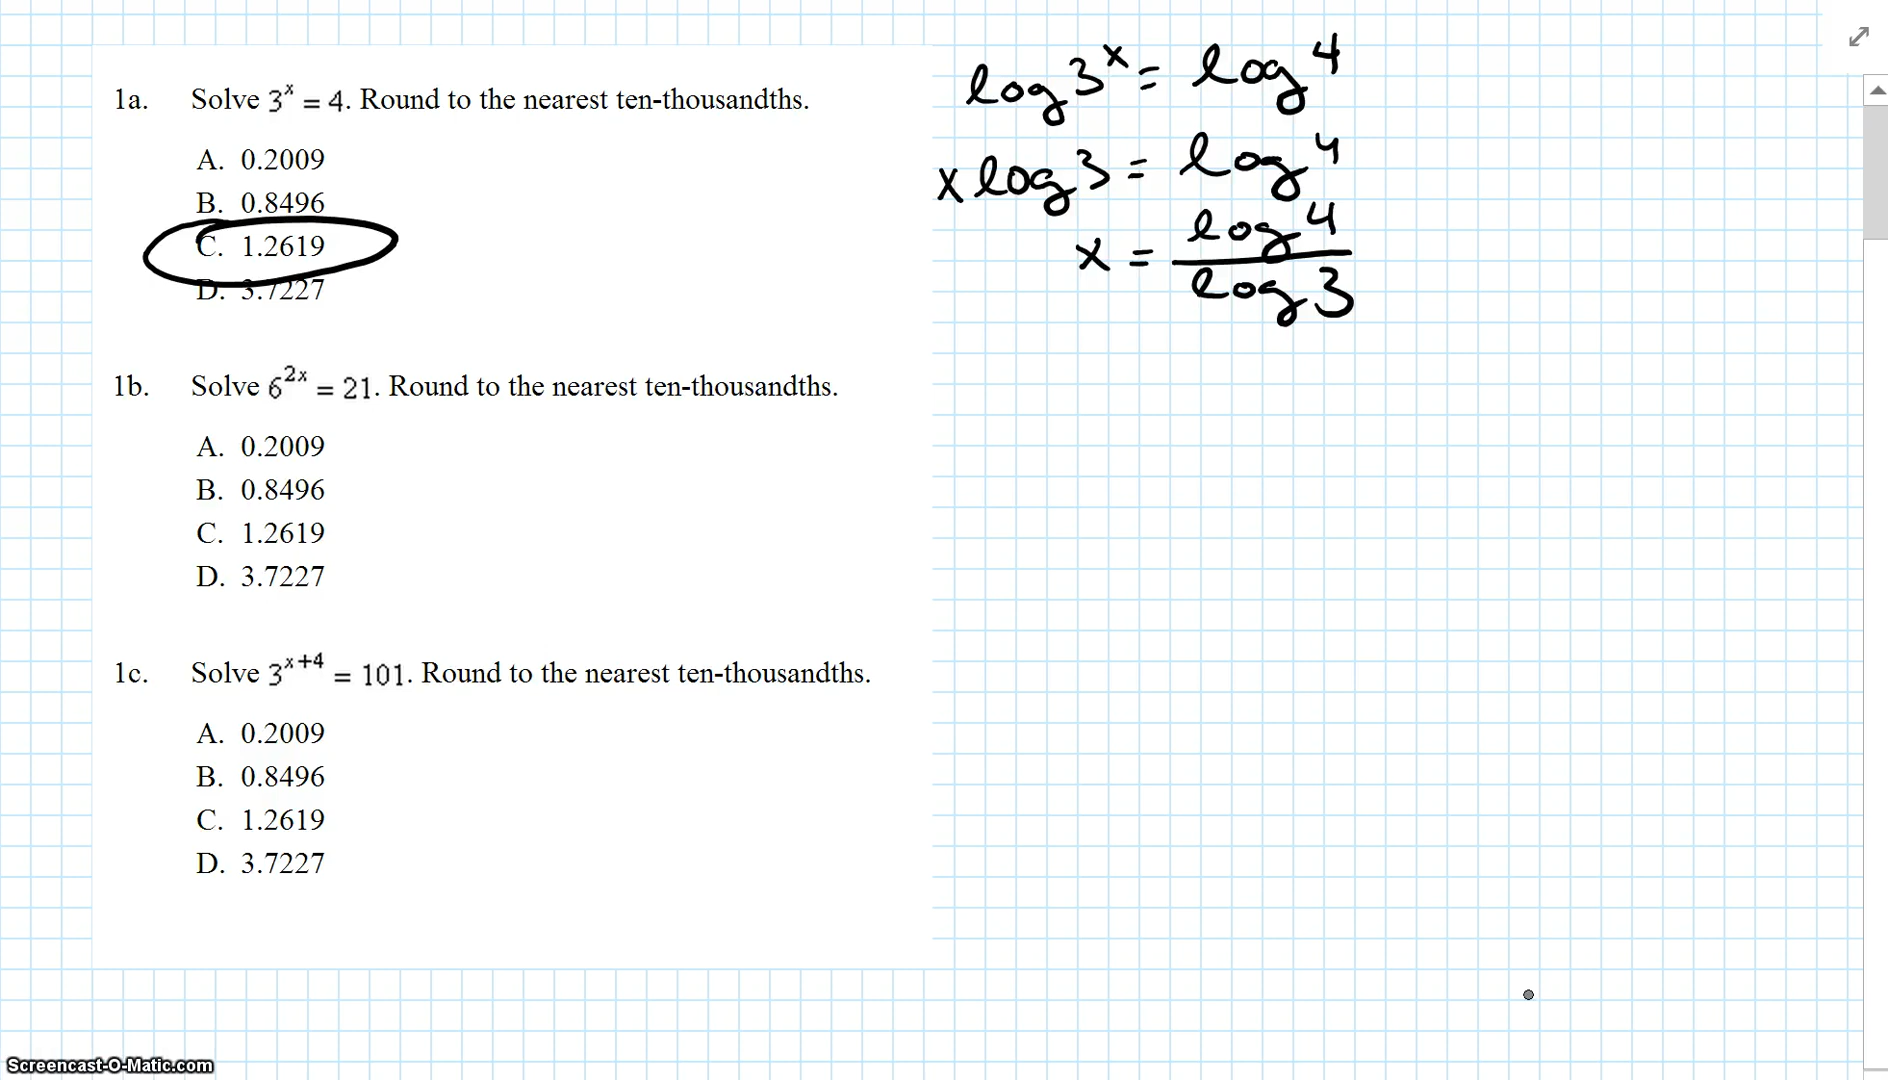 1a. Solve 3^x = 4. Round to the nearest ten-thousandths.
A. 0.2009
B. 0.8496
C. 1.2619
D. 3.7227
1b. Solve 6^{2x} = 21. Round to the nearest ten-thousandths.
A. 0.2009
B. 0.8496
C. 1.2619
D. 3.7227
1c. Solve 3^{x+4} = 101. Round to the nearest ten-thousandths.
A. 0.2009
B. 0.8496
C. 1.2619
D. 3.7227
log 3^x = log 4
x log 3 = log 4
x = log 4 / log 3
Screencast-O-Matic.com